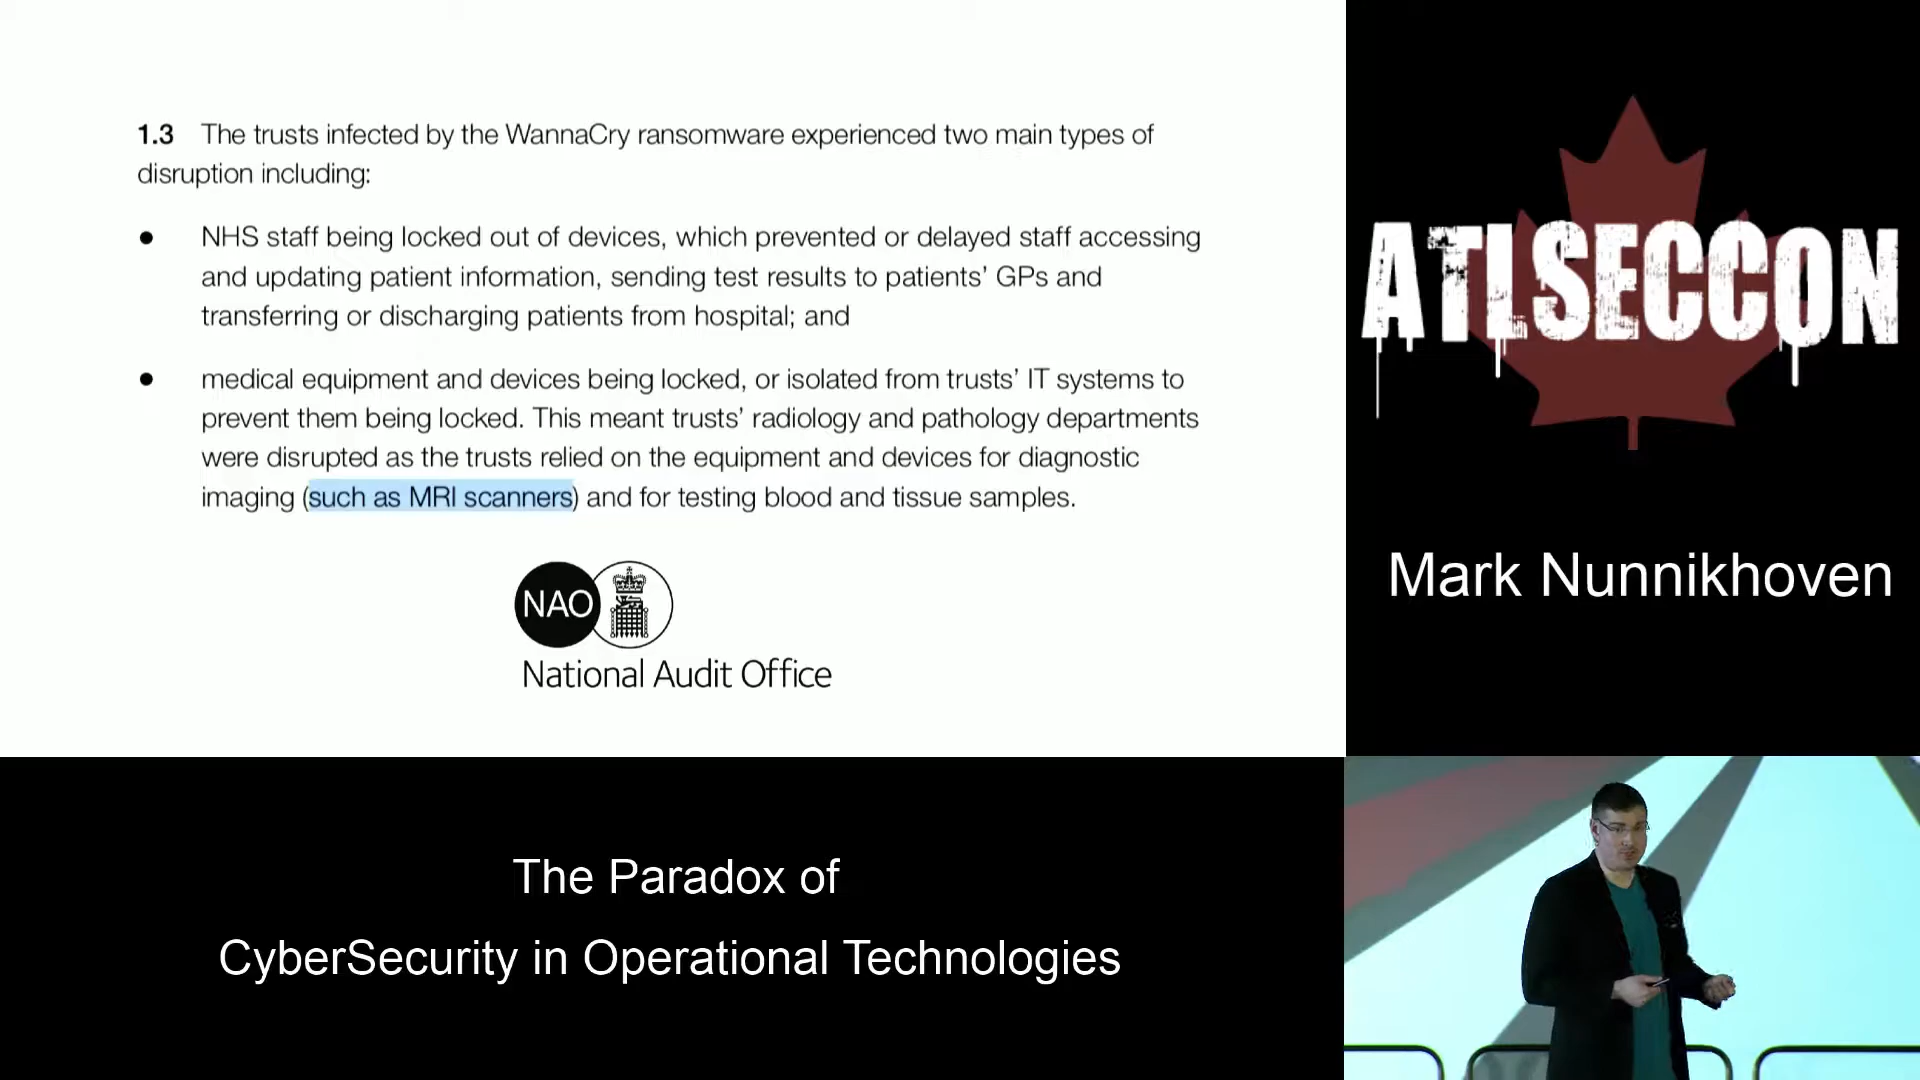 1.3 The trusts infected by the WannaCry ransomware experienced two main types of
disruption including:
● NHS staff being locked out of devices, which prevented or delayed staff accessing
and updating patient information, sending test results to patients’ GPs and
transferring or discharging patients from hospital; and
● medical equipment and devices being locked, or isolated from trusts’ IT systems to
prevent them being locked. This meant trusts’ radiology and pathology departments
were disrupted as the trusts relied on the equipment and devices for diagnostic
imaging (such as MRI scanners) and for testing blood and tissue samples.
NAO
National Audit Office
ATLSECCON
Mark Nunnikhoven
The Paradox of
CyberSecurity in Operational Technologies